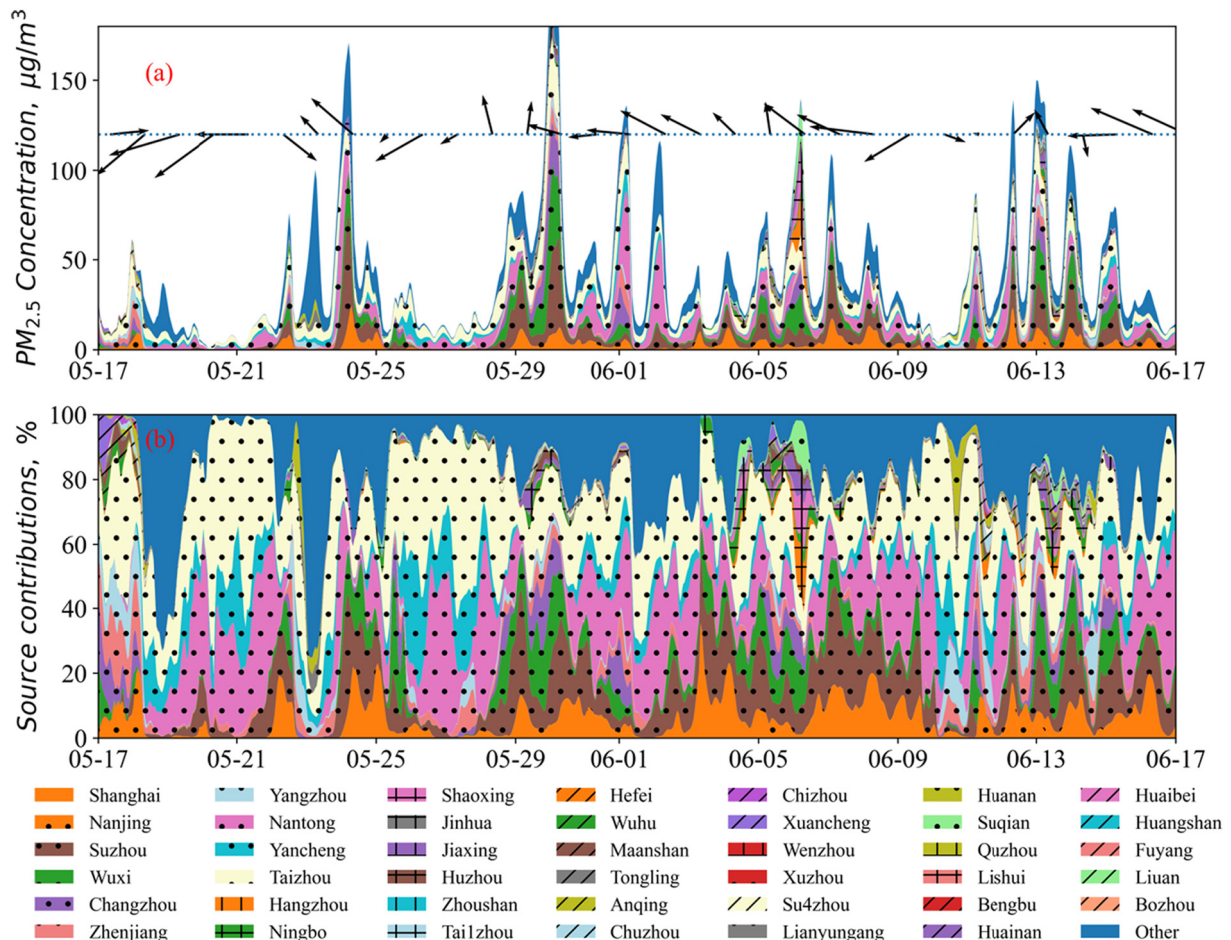 PM2.5 Concentration, μg/m³
(a)
150
100
50
0
05-17 05-21 05-25 05-29 06-01 06-05 06-09 06-13 06-17
Source contributions, %
(b)
100
80
60
40
20
0
05-17 05-21 05-25 05-29 06-01 06-05 06-09 06-13 06-17
Shanghai Yangzhou Shaoxing Hefei Chizhou Huanan Huaibei
Nanjing Nantong Jinhua Wuhu Xuancheng Suqian Huangshan
Suzhou Yancheng Jiaxing Maanshan Wenzhou Quzhou Fuyang
Wuxi Taizhou Huzhou Tongling Xuzhou Lishui Liuan
Changzhou Hangzhou Zhoushan Anqing Su4zhou Bengbu Bozhou
Zhenjiang Ningbo Tai1zhou Chuzhou Lianyungang Huainan Other